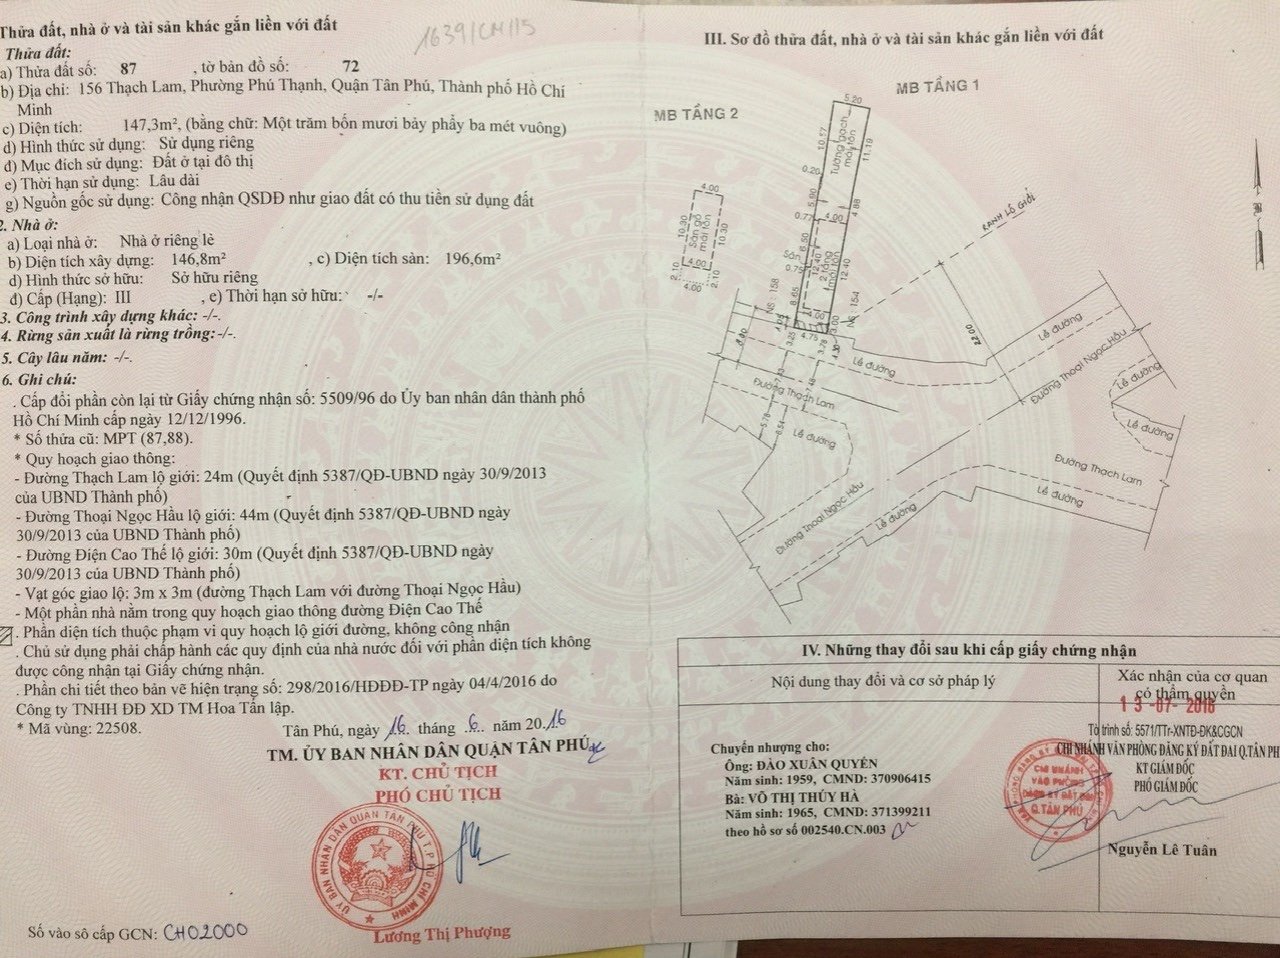 Thửa đất, nhà ở và tài sản khác gắn liền với đất
1639/CN/15
Thửa đất:
a) Thửa đất số: 87 , tờ bản đồ số: 72
b) Địa chỉ: 156 Thạch Lam, Phường Phú Thạnh, Quận Tân Phú, Thành phố Hồ Chí
Minh
c) Diện tích: 147,3m², (bằng chữ: Một trăm bốn mươi bảy phẩy ba mét vuông)
d) Hình thức sử dụng: Sử dụng riêng
đ) Mục đích sử dụng: Đất ở tại đô thị
e) Thời hạn sử dụng: Lâu dài
g) Nguồn gốc sử dụng: Công nhận QSDĐ như giao đất có thu tiền sử dụng đất
2. Nhà ở:
a) Loại nhà ở: Nhà ở riêng lẻ
b) Diện tích xây dựng: 146,8m² , c) Diện tích sàn: 196,6m²
d) Hình thức sở hữu: Sở hữu riêng
đ) Cấp (Hạng): III , e) Thời hạn sở hữu: -/-
3. Công trình xây dựng khác: -/-.
4. Rừng sản xuất là rừng trồng: -/-.
5. Cây lâu năm: -/-.
6. Ghi chú:
. Cấp đổi phần còn lại từ Giấy chứng nhận số: 5509/96 do Ủy ban nhân dân thành phố
Hồ Chí Minh cấp ngày 12/12/1996.
* Số thửa cũ: MPT (87,88).
* Quy hoạch giao thông:
- Đường Thạch Lam lộ giới: 24m (Quyết định 5387/QĐ-UBND ngày 30/9/2013
của UBND Thành phố)
- Đường Thoại Ngọc Hầu lộ giới: 44m (Quyết định 5387/QĐ-UBND ngày
30/9/2013 của UBND Thành phố)
- Đường Điện Cao Thế lộ giới: 30m (Quyết định 5387/QĐ-UBND ngày
30/9/2013 của UBND Thành phố)
- Vạt góc giao lộ: 3m x 3m (đường Thạch Lam với đường Thoại Ngọc Hầu)
- Một phần nhà nằm trong quy hoạch giao thông đường Điện Cao Thế
. Phần diện tích thuộc phạm vi quy hoạch lộ giới đường, không công nhận
. Chủ sử dụng phải chấp hành các quy định của nhà nước đối với phần diện tích không
được công nhận tại Giấy chứng nhận.
. Phần chi tiết theo bản vẽ hiện trạng số: 298/2016/HĐĐĐ-TP ngày 04/4/2016 do
Công ty TNHH ĐĐ XD TM Hoa Tân lập.
* Mã vùng: 22508.
Tân Phú, ngày 16 tháng 6 năm 2016
TM. ỦY BAN NHÂN DÂN QUẬN TÂN PHÚ
KT. CHỦ TỊCH
PHÓ CHỦ TỊCH
ỦY BAN NHÂN DÂN QUẬN TÂN PHÚ T.P HỒ CHÍ MINH
Lương Thị Phượng
Số vào sổ cấp GCN: CH02000
III. Sơ đồ thửa đất, nhà ở và tài sản khác gắn liền với đất
MB TẦNG 2
MB TẦNG 1
5.20
10.57
Tường gạch
mái tôn
11.19
0.20
5.90
4.88
0.77
4.00
4.00
10.30
Sàn gỗ
mái tôn
10.30
4.00
2.10
2.10
4.00
6.50
Sân
0.75
12.40
2 tầng
mái tôn
12.40
8.65
NS : 158
NS : 154
4.00
4.75
3.25
3.78
RANH LỘ GIỚI
22.00
Lề đường
Lề đường
Đường Thạch Lam
5.78
6.54
Lề đường
Đường Thoại Ngọc Hầu
Lề đường
Lề đường
Đường Thạch Lam
Lề đường
Đường Thoại Ngọc Hầu
Lề đường
IV. Những thay đổi sau khi cấp giấy chứng nhận
Nội dung thay đổi và cơ sở pháp lý
Xác nhận của cơ quan
có thẩm quyền
13-07-2016
Chuyển nhượng cho:
Ông: ĐÀO XUÂN QUYÊN
Năm sinh: 1959, CMND: 370906415
Bà: VÕ THỊ THÚY HÀ
Năm sinh: 1965, CMND: 371399211
theo hồ sơ số 002540.CN.003
Tờ trình số: 5571/TTr-XNTĐ-ĐK&CGCN
CHI NHÁNH VĂN PHÒNG ĐĂNG KÝ ĐẤT ĐAI Q.TÂN PH
KT GIÁM ĐỐC
PHÓ GIÁM ĐỐC
CHI NHÁNH
VĂN PHÒNG
ĐĂNG KÝ ĐẤT ĐAI
Q.TÂN PHÚ
Nguyễn Lê Tuân